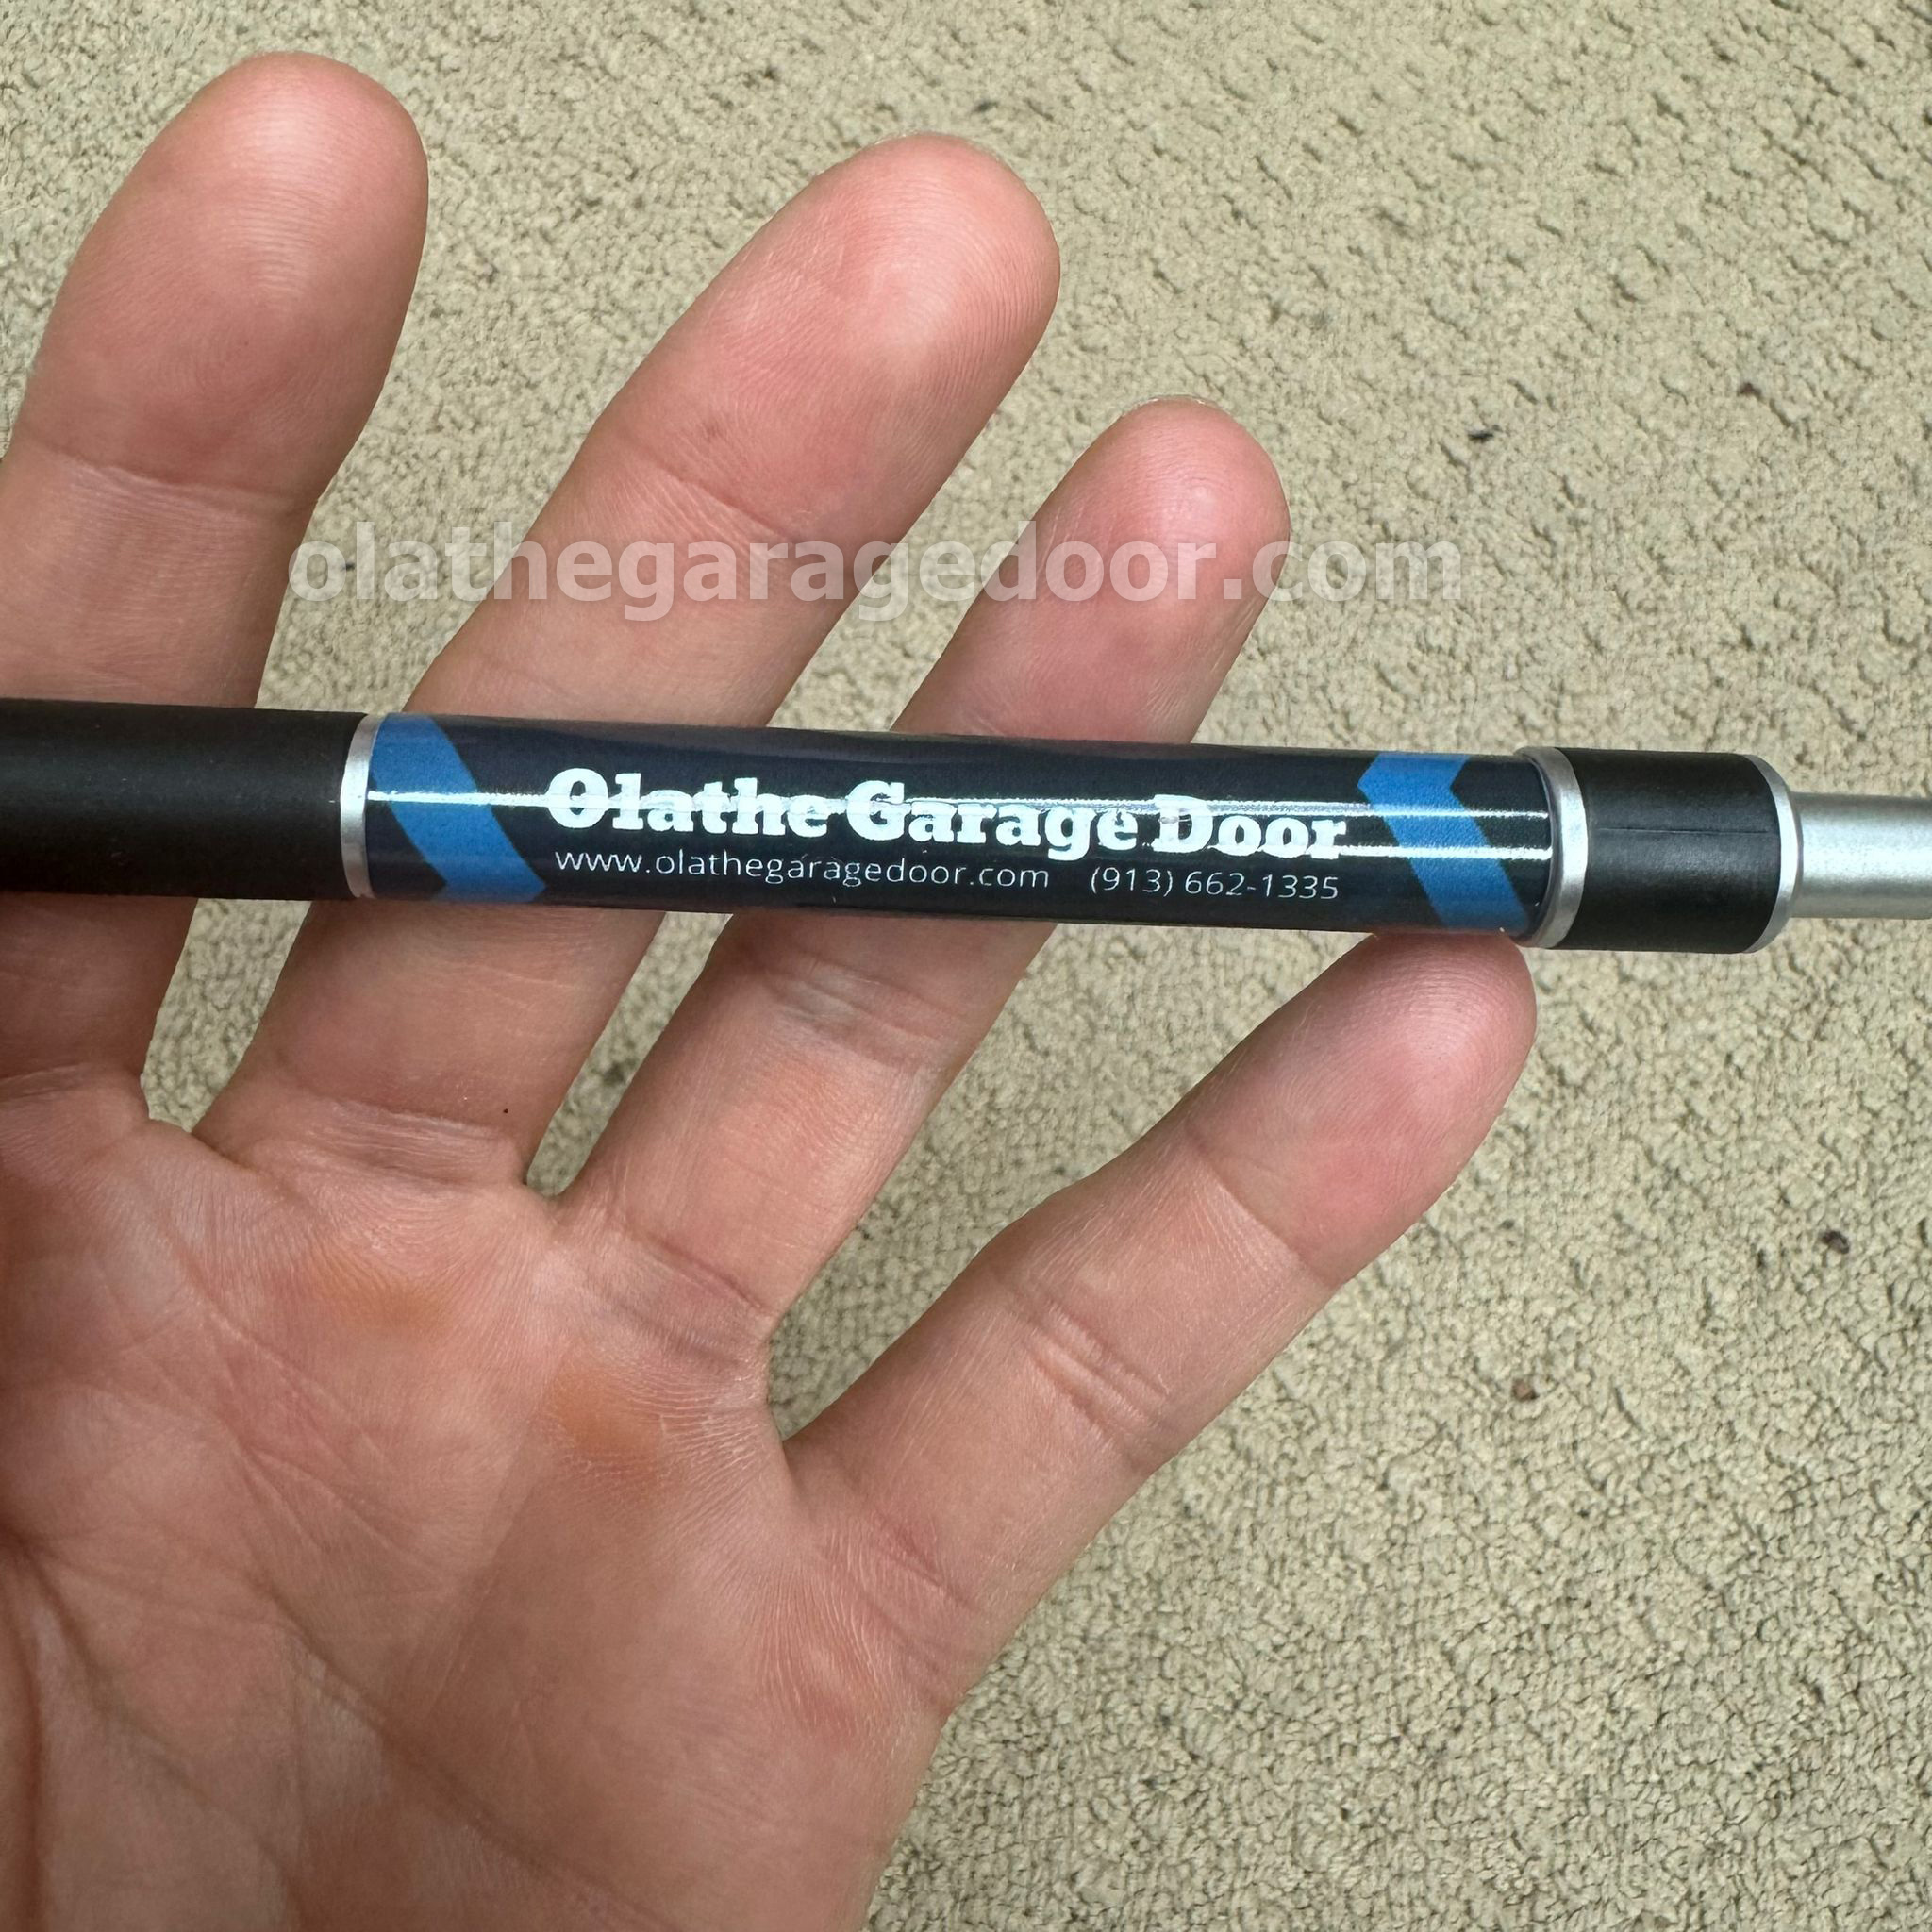 olathegaragedoor.com
Olathe Garage Door
www.olathegaragedoor.com (913) 662-1335